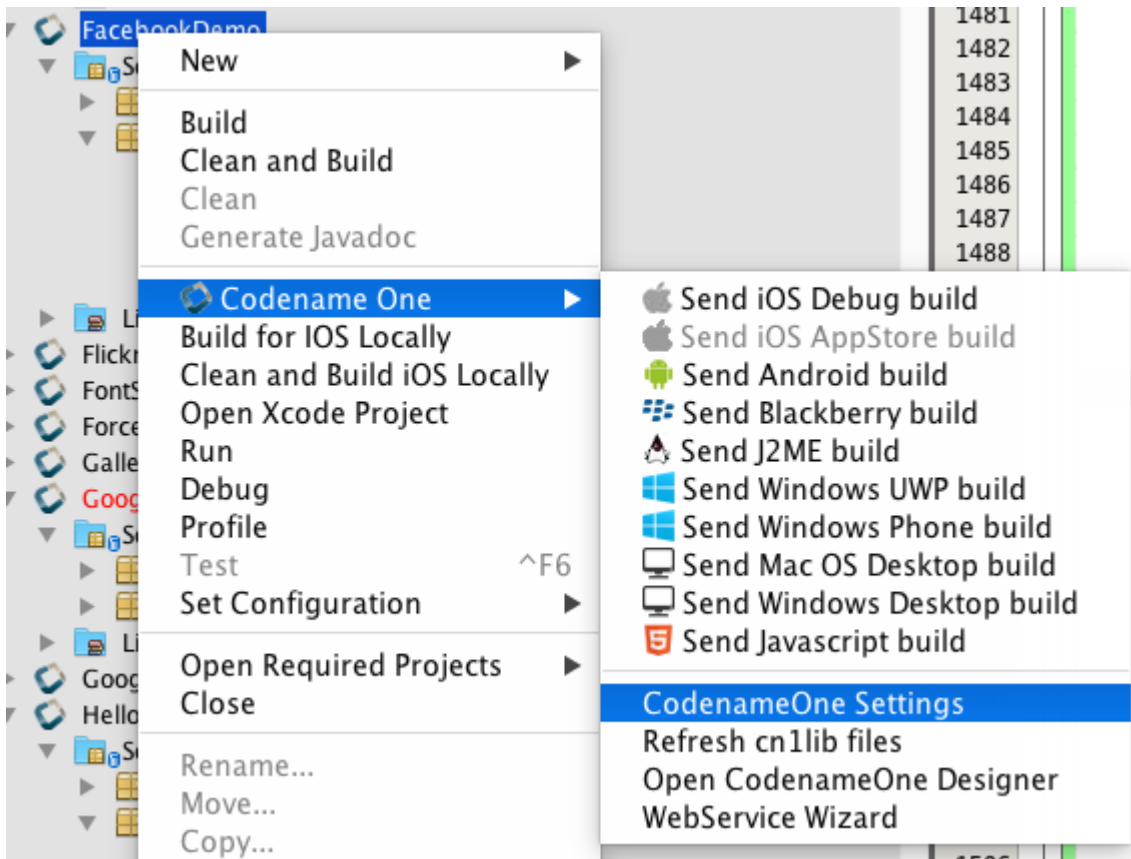 FacebookDemo
New
Build
Clean and Build
Clean
Generate Javadoc
Codename One
Build for IOS Locally
Clean and Build iOS Locally
Open Xcode Project
Run
Debug
Profile
Test ^F6
Set Configuration
Open Required Projects
Close
Rename...
Move...
Copy...
Send iOS Debug build
Send iOS AppStore build
Send Android build
Send Blackberry build
Send J2ME build
Send Windows UWP build
Send Windows Phone build
Send Mac OS Desktop build
Send Windows Desktop build
Send Javascript build
CodenameOne Settings
Refresh cn1lib files
Open CodenameOne Designer
WebService Wizard
Flickr
FontS
Force
Galle
Goog
Goog
Hello
1481
1482
1483
1484
1485
1486
1487
1488